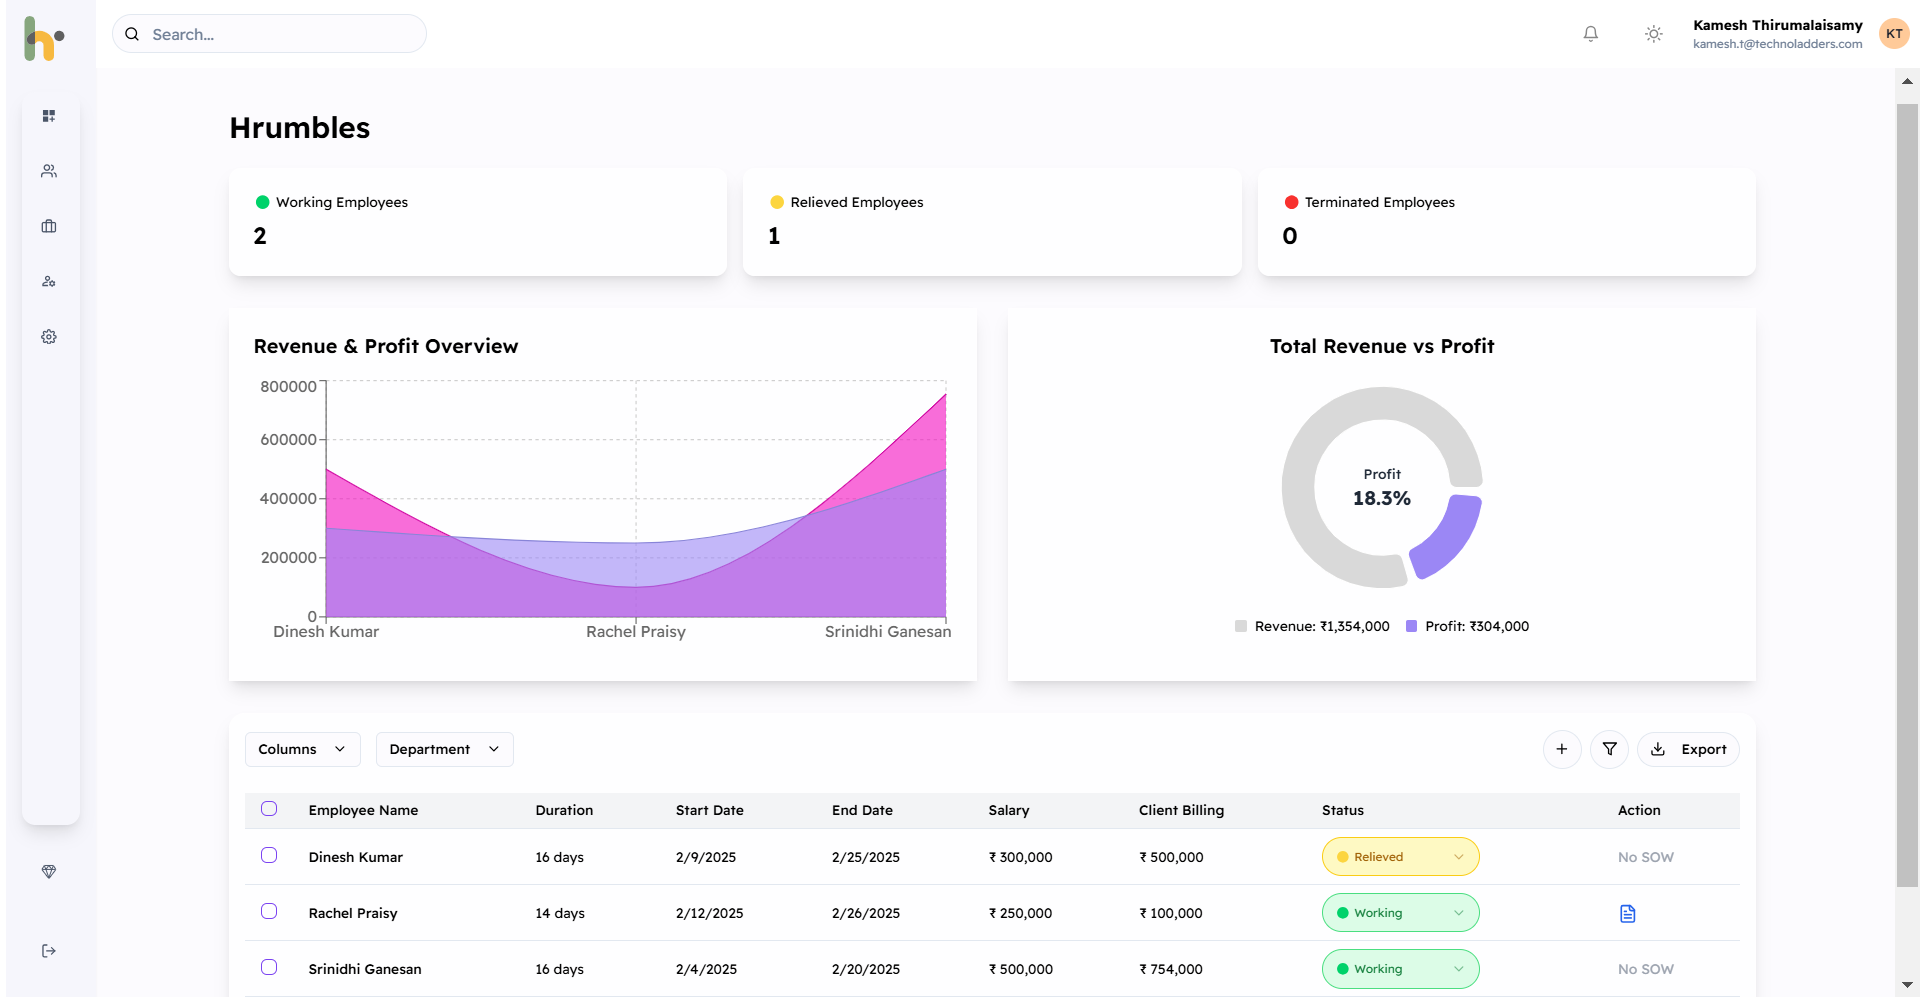 Search...
Kamesh Thirumalaisamy
kamesh.t@technoladders.com
KT
Hrumbles
Working Employees
2
Relieved Employees
1
Terminated Employees
0
Revenue & Profit Overview
800000
600000
400000
200000
0
Dinesh Kumar Rachel Praisy Srinidhi Ganesan
Total Revenue vs Profit
Profit
18.3%
Revenue: ₹1,354,000 Profit: ₹304,000
Columns Department Export
Employee Name Duration Start Date End Date Salary Client Billing Status Action
Dinesh Kumar 16 days 2/9/2025 2/25/2025 ₹ 300,000 ₹ 500,000 Relieved No SOW
Rachel Praisy 14 days 2/12/2025 2/26/2025 ₹ 250,000 ₹ 100,000 Working
Srinidhi Ganesan 16 days 2/4/2025 2/20/2025 ₹ 500,000 ₹ 754,000 Working No SOW